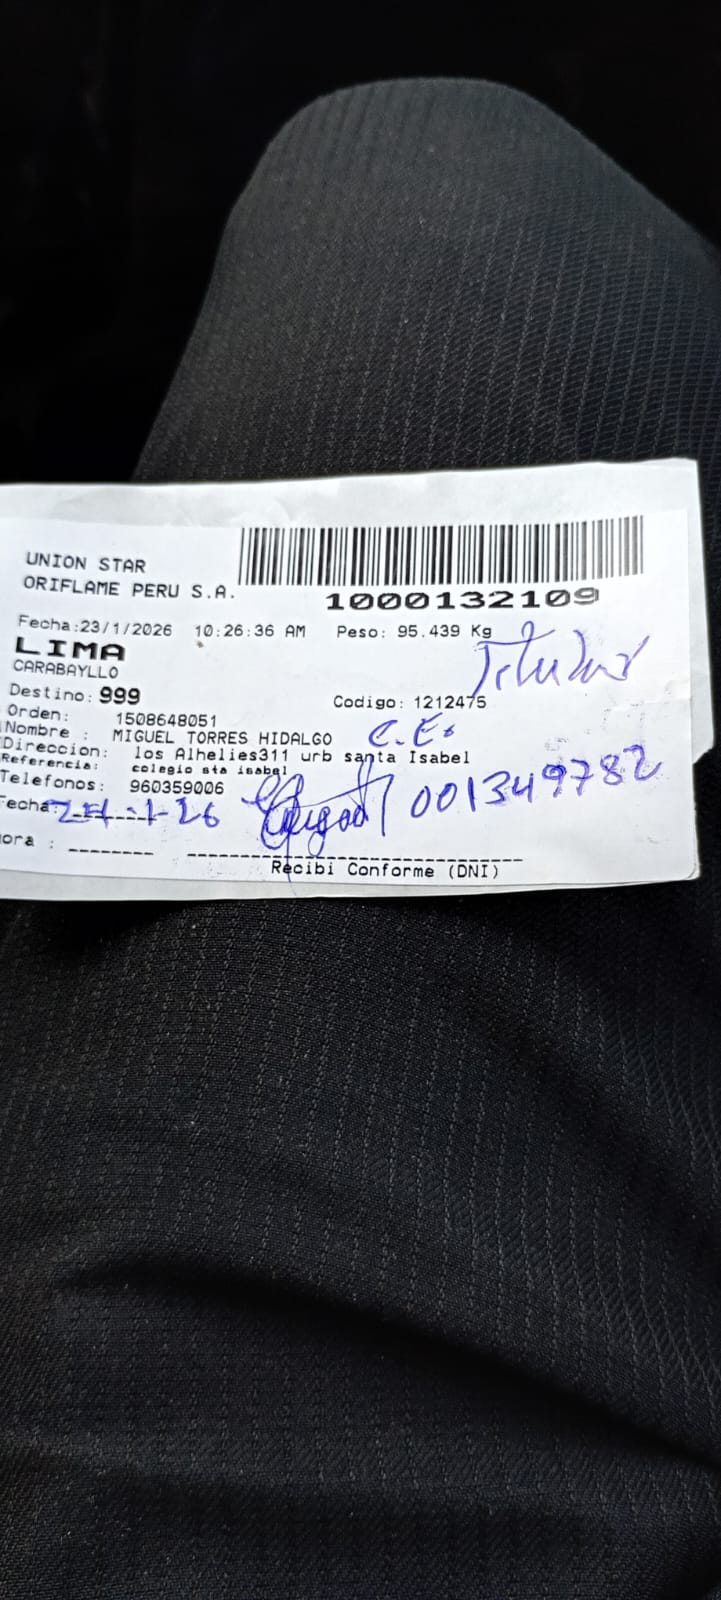 UNION STAR
ORIFLAME PERU S.A.
1000132109
Fecha:23/1/2026 10:26:36 AM Peso: 95.439 Kg
LIMA
Titular
CARABAYLLO
Destino: 999 Codigo: 1212475
Orden: 1508648051
Nombre : MIGUEL TORRES HIDALGO C.E.
Direccion: los Alhelies311 urb santa Isabel
Referencia: colegio sta isabel
Telefonos: 960359006 001349782
Fecha: -1-26
ora :
Recibi Conforme (DNI)